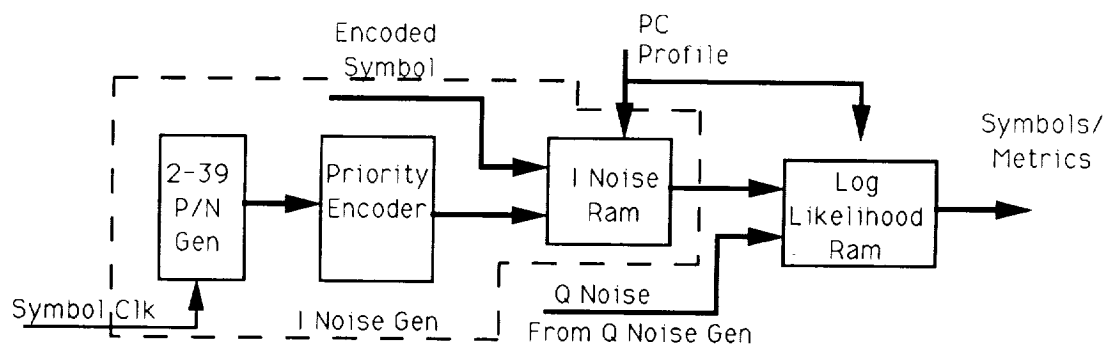 Encoded
Symbol
PC
Profile
Symbols/
Metrics
2-39
P/N
Gen
Priority
Encoder
I Noise
Ram
Log
Likelihood
Ram
Symbol Clk
I Noise Gen
Q Noise
From Q Noise Gen